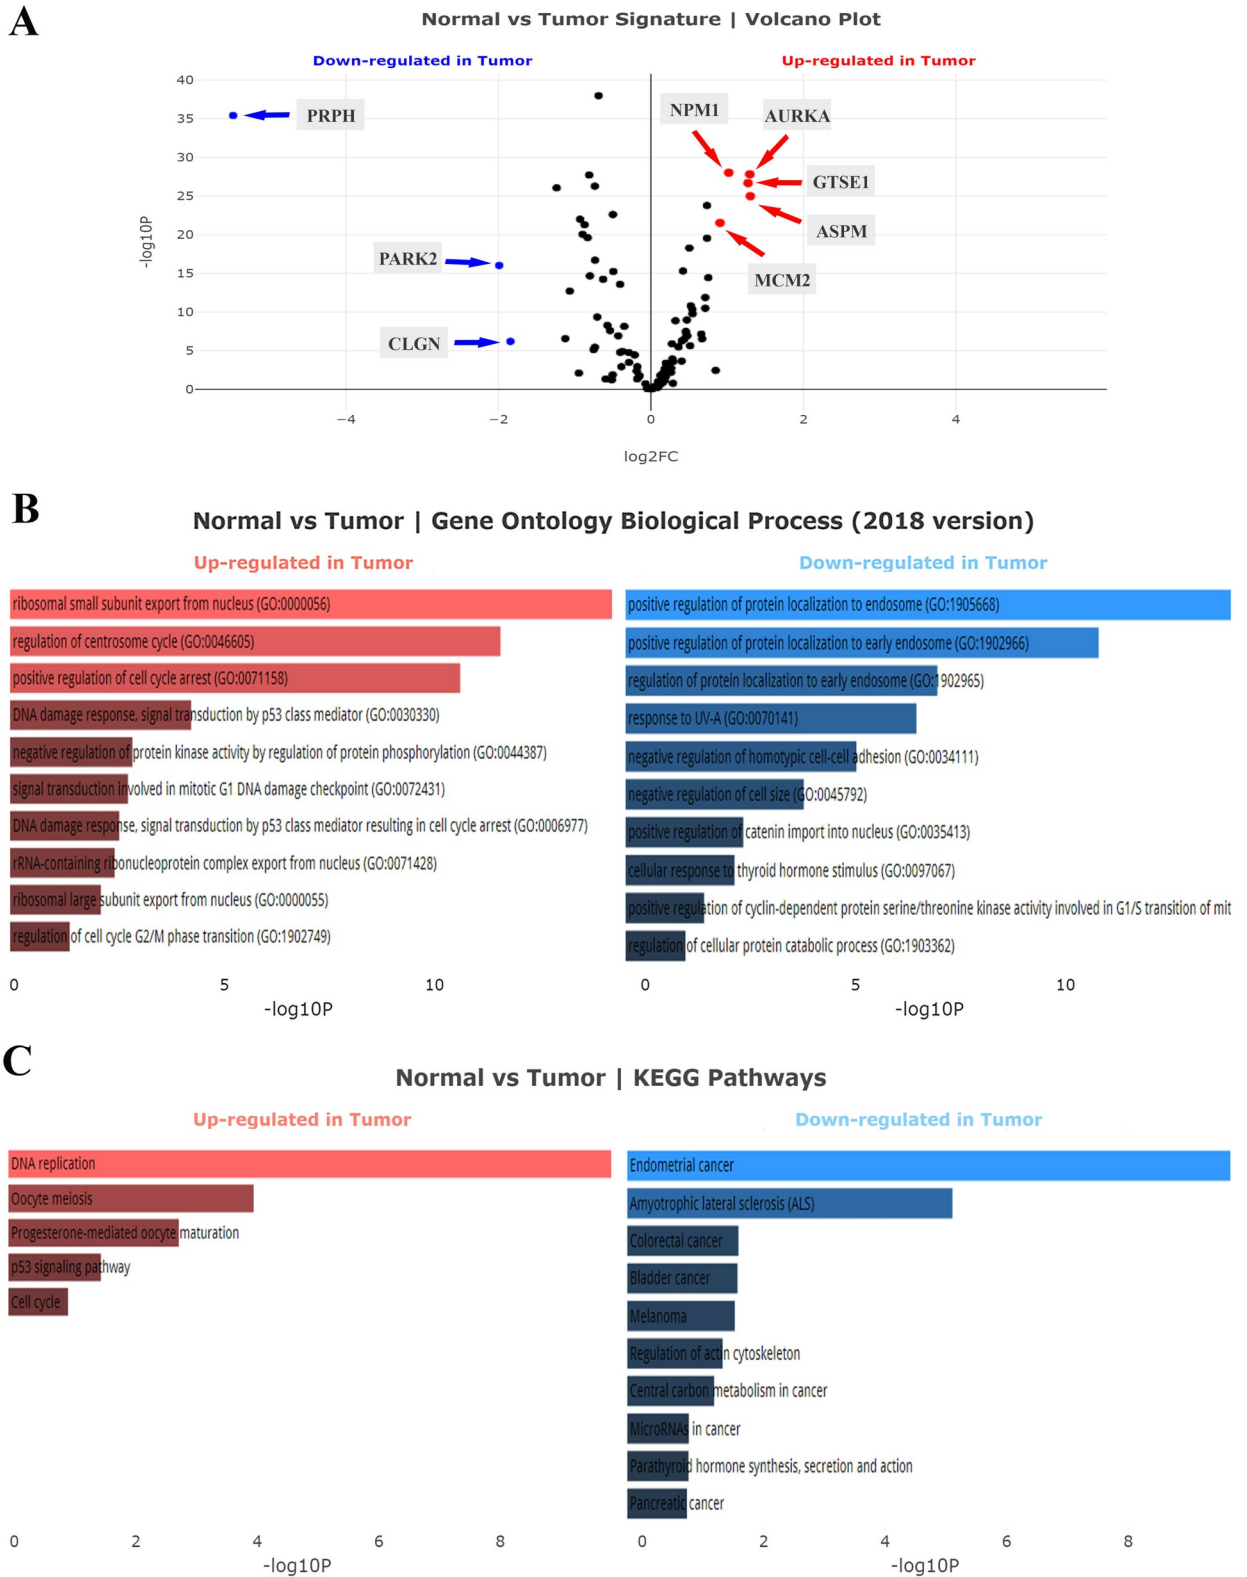 A
Normal vs Tumor Signature | Volcano Plot
Down-regulated in Tumor
Up-regulated in Tumor
40
35
30
25
20
15
10
5
0
-log10P
PRPH
PARK2
CLGN
NPM1
AURKA
GTSE1
ASPM
MCM2
−4
−2
0
2
4
log2FC
B
Normal vs Tumor | Gene Ontology Biological Process (2018 version)
Up-regulated in Tumor
ribosomal small subunit export from nucleus (GO:0000056)
regulation of centrosome cycle (GO:0046605)
positive regulation of cell cycle arrest (GO:0071158)
DNA damage response, signal transduction by p53 class mediator (GO:0030330)
negative regulation of protein kinase activity by regulation of protein phosphorylation (GO:0044387)
signal transduction involved in mitotic G1 DNA damage checkpoint (GO:0072431)
DNA damage response, signal transduction by p53 class mediator resulting in cell cycle arrest (GO:0006977)
rRNA-containing ribonucleoprotein complex export from nucleus (GO:0071428)
ribosomal large subunit export from nucleus (GO:0000055)
regulation of cell cycle G2/M phase transition (GO:1902749)
0 5 10
-log10P
Down-regulated in Tumor
positive regulation of protein localization to endosome (GO:1905668)
positive regulation of protein localization to early endosome (GO:1902966)
regulation of protein localization to early endosome (GO:1902965)
response to UV-A (GO:0070141)
negative regulation of homotypic cell-cell adhesion (GO:0034111)
negative regulation of cell size (GO:0045792)
positive regulation of catenin import into nucleus (GO:0035413)
cellular response to thyroid hormone stimulus (GO:0097067)
positive regulation of cyclin-dependent protein serine/threonine kinase activity involved in G1/S transition of mit
regulation of cellular protein catabolic process (GO:1903362)
0 5 10
-log10P
C
Normal vs Tumor | KEGG Pathways
Up-regulated in Tumor
DNA replication
Oocyte meiosis
Progesterone-mediated oocyte maturation
p53 signaling pathway
Cell cycle
0 2 4 6 8
-log10P
Down-regulated in Tumor
Endometrial cancer
Amyotrophic lateral sclerosis (ALS)
Colorectal cancer
Bladder cancer
Melanoma
Regulation of actin cytoskeleton
Central carbon metabolism in cancer
MicroRNAs in cancer
Parathyroid hormone synthesis, secretion and action
Pancreatic cancer
0 2 4 6 8
-log10P